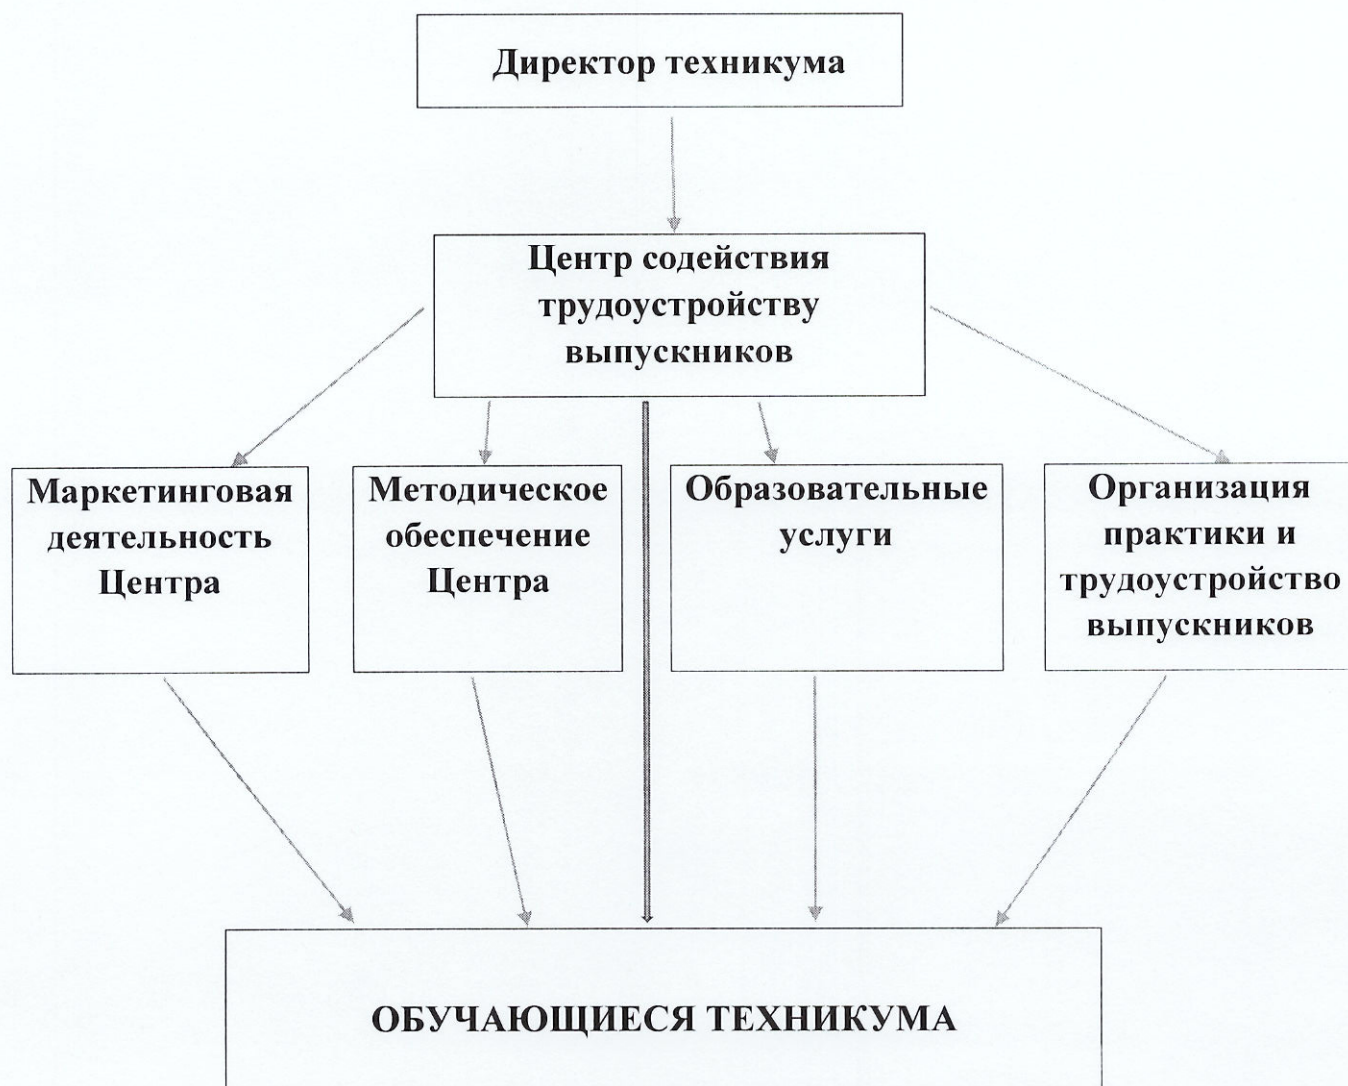 Директор техникума
Центр содействия
трудоустройству
выпускников
Маркетинговая
деятельность
Центра
Методическое
обеспечение
Центра
Образовательные
услуги
Организация
практики и
трудоустройство
выпускников
ОБУЧАЮЩИЕСЯ ТЕХНИКУМА